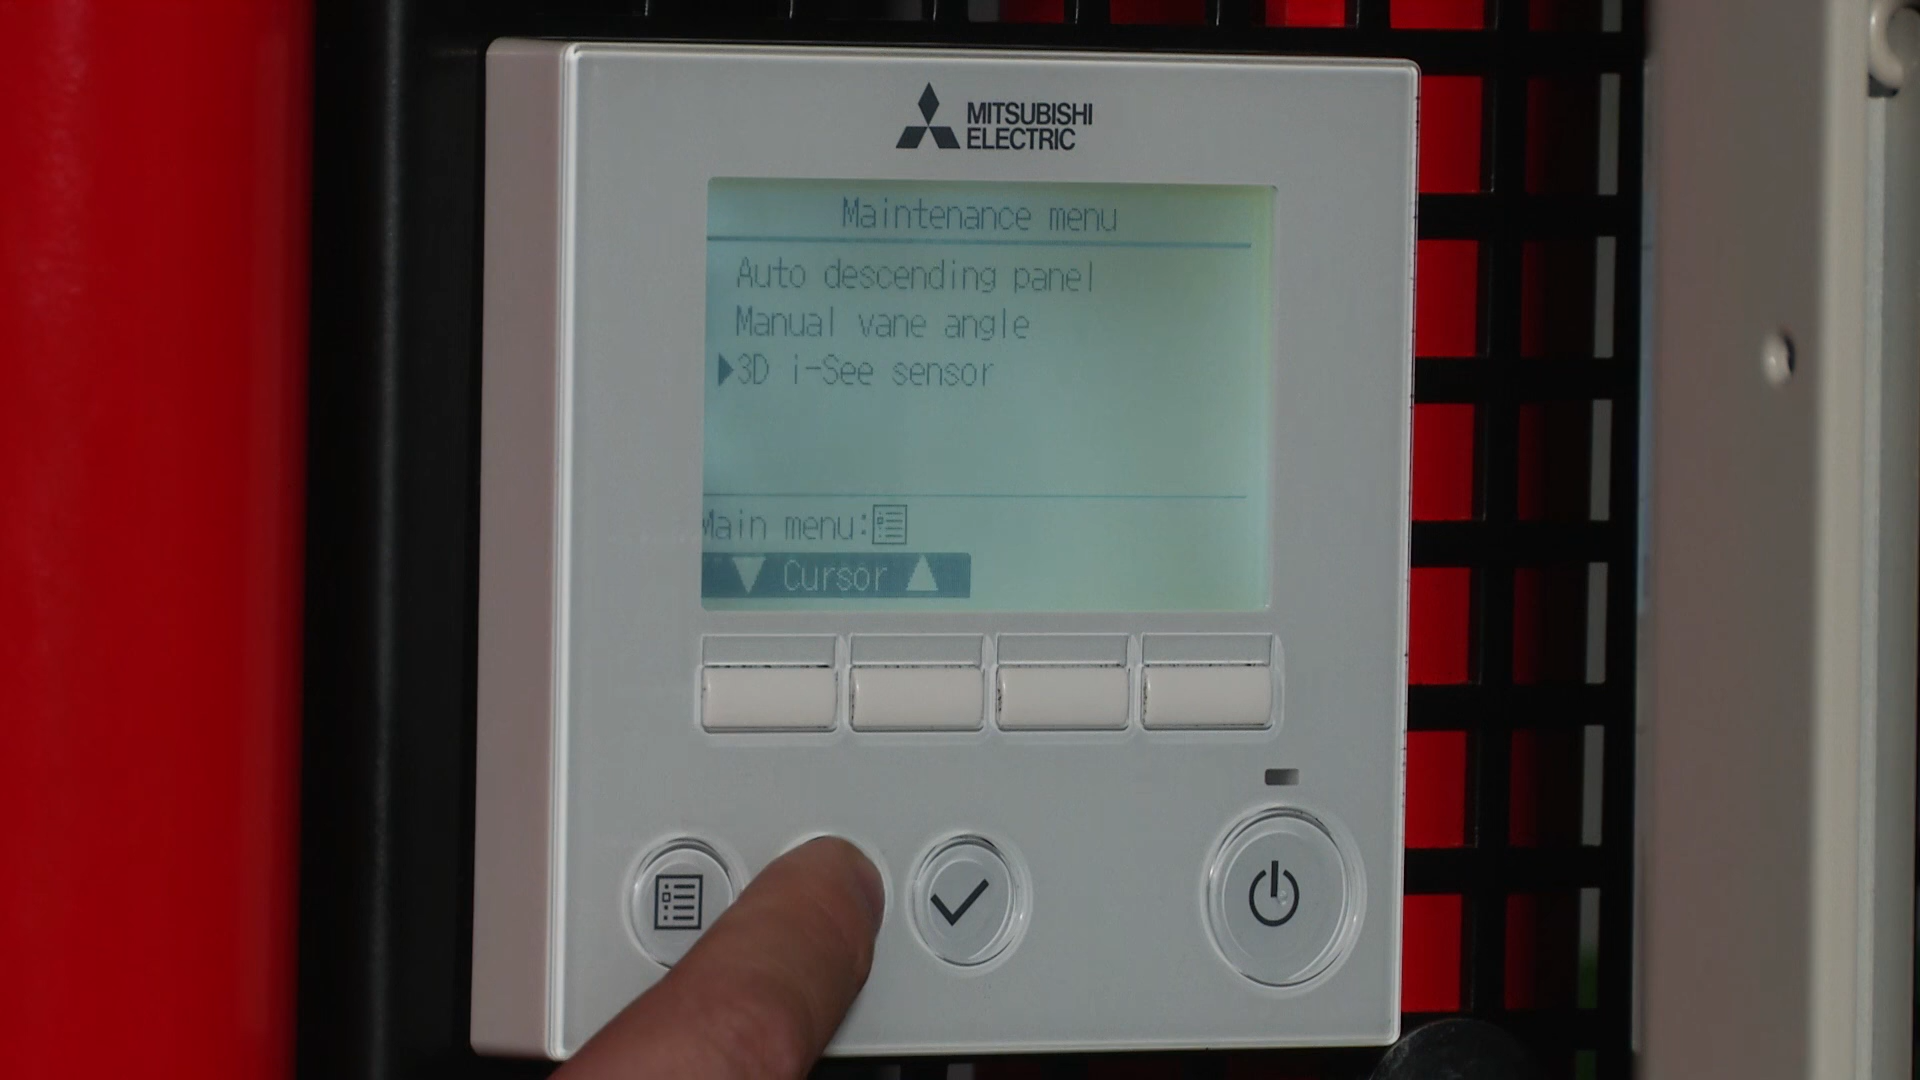 MITSUBISHI
ELECTRIC
Maintenance menu
Auto descending panel
Manual vane angle
▶3D i-See sensor
Main menu:
▼ Cursor ▲